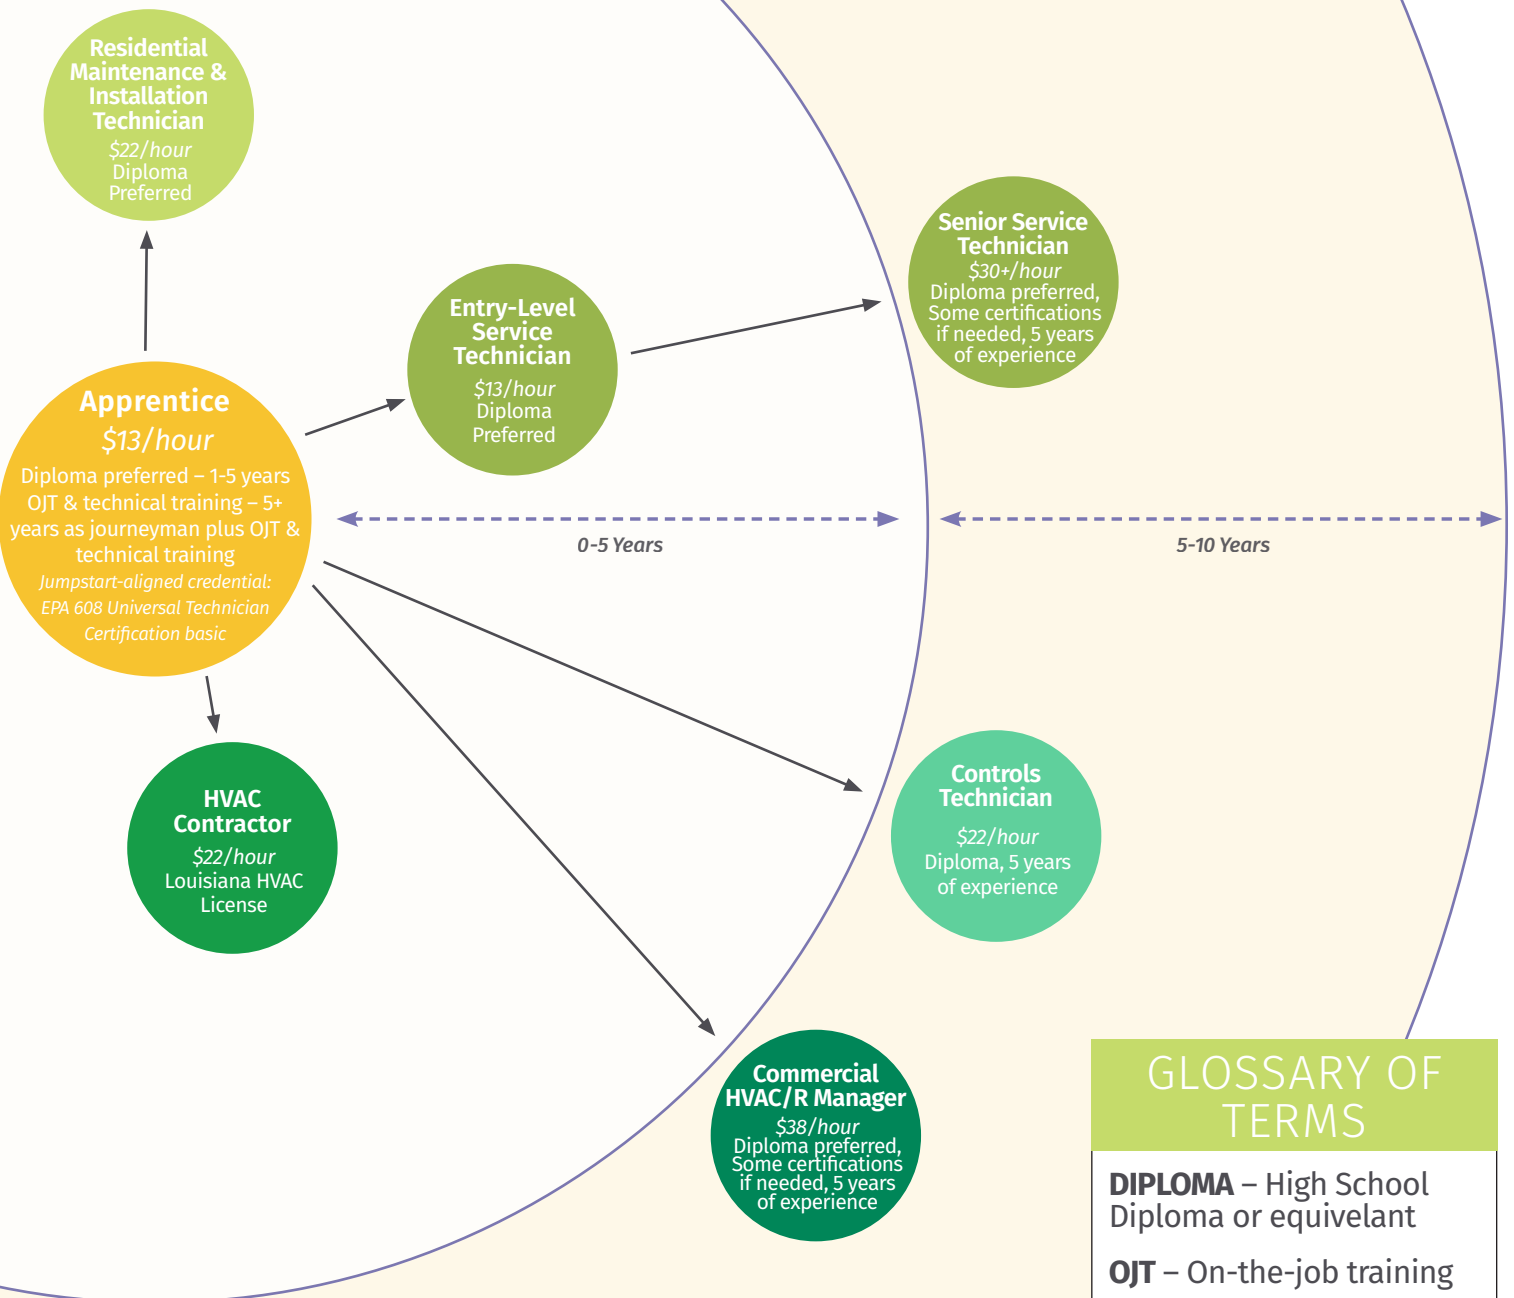 Residential
Maintenance &
Installation
Technician
$22/hour
Diploma
Preferred
Senior Service
Technician
$30+/hour
Diploma preferred,
Some certifications
if needed, 5 years
of experience
Entry-Level
Service
Technician
$13/hour
Diploma
Preferred
Apprentice
$13/hour
Diploma preferred – 1-5 years
OJT & technical training – 5+
years as journeyman plus OJT &
technical training
Jumpstart-aligned credential:
EPA 608 Universal Technician
Certification basic
0-5 Years
5-10 Years
HVAC
Contractor
$22/hour
Louisiana HVAC
License
Controls
Technician
$22/hour
Diploma, 5 years
of experience
Commercial
HVAC/R Manager
$38/hour
Diploma preferred,
Some certifications
if needed, 5 years
of experience
GLOSSARY OF
TERMS
DIPLOMA – High School
Diploma or equivelant
OJT – On-the-job training